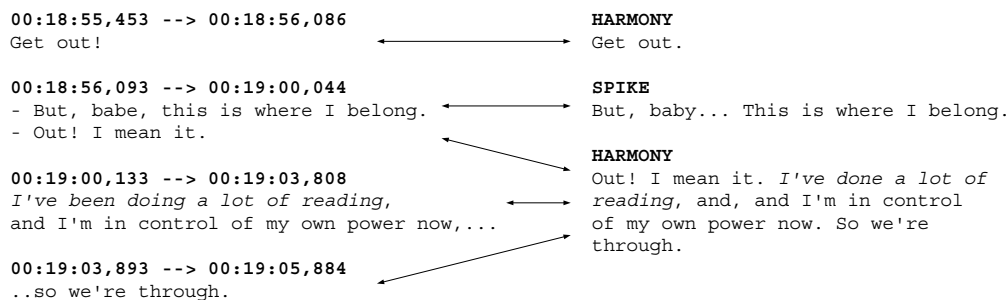 00:18:55,453 --> 00:18:56,086
Get out!
00:18:56,093 --> 00:19:00,044
- But, babe, this is where I belong.
- Out! I mean it.
00:19:00,133 --> 00:19:03,808
I've been doing a lot of reading,
and I'm in control of my own power now,...
00:19:03,893 --> 00:19:05,884
..so we're through.
HARMONY
Get out.
SPIKE
But, baby... This is where I belong.
HARMONY
Out! I mean it. I've done a lot of
reading, and, and I'm in control
of my own power now. So we're
through.